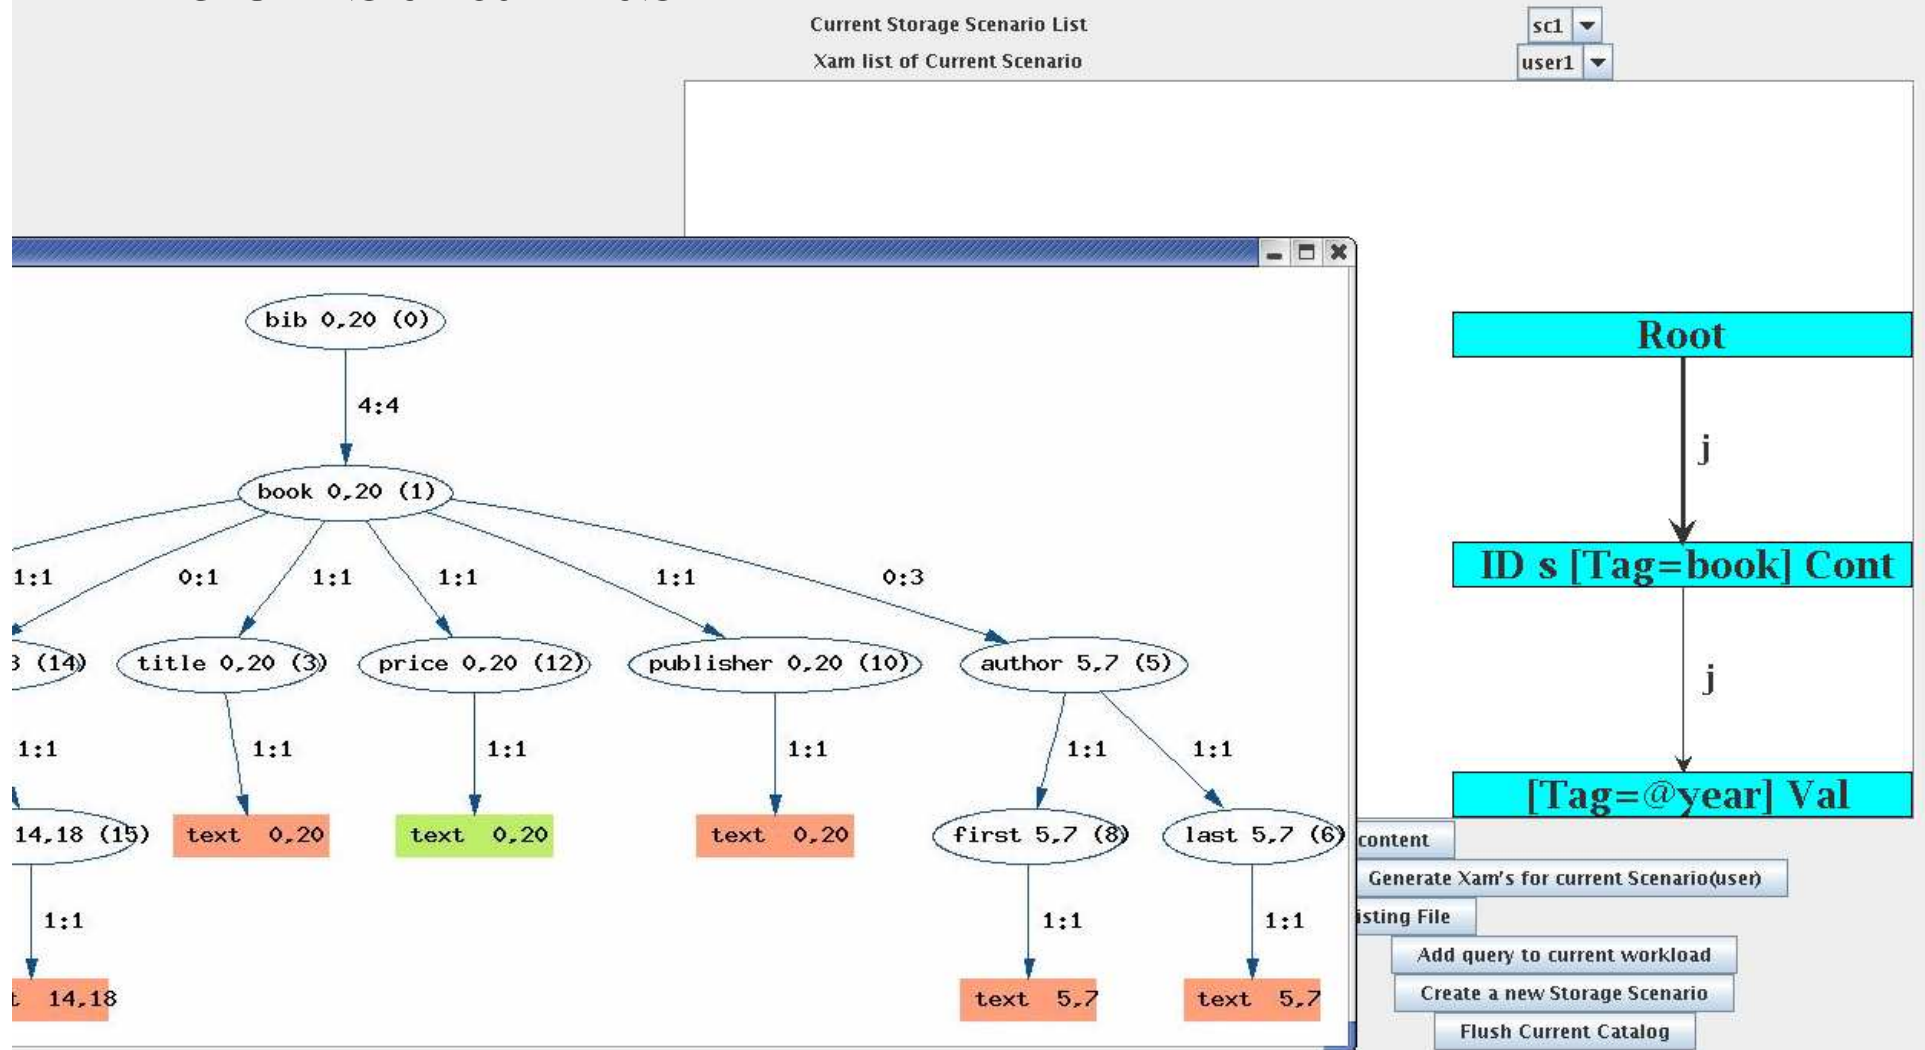 Current Storage Scenario List
sc1
Xam list of Current Scenario
user1
bib 0,20 (0)
Root
4:4
j
book 0,20 (1)
ID s [Tag=book] Cont
1:1 0:1 1:1 1:1 1:1 0:3
3 (14) title 0,20 (3) price 0,20 (12) publisher 0,20 (10) author 5,7 (5)
j
1:1 1:1 1:1 1:1 1:1 1:1
[Tag=@year] Val
14,18 (15) text 0,20 text 0,20 text 0,20 first 5,7 (8) last 5,7 (6)
content
Generate Xam's for current Scenario(user)
1:1 1:1 1:1
isting File
Add query to current workload
t 14,18 text 5,7 text 5,7
Create a new Storage Scenario
Flush Current Catalog